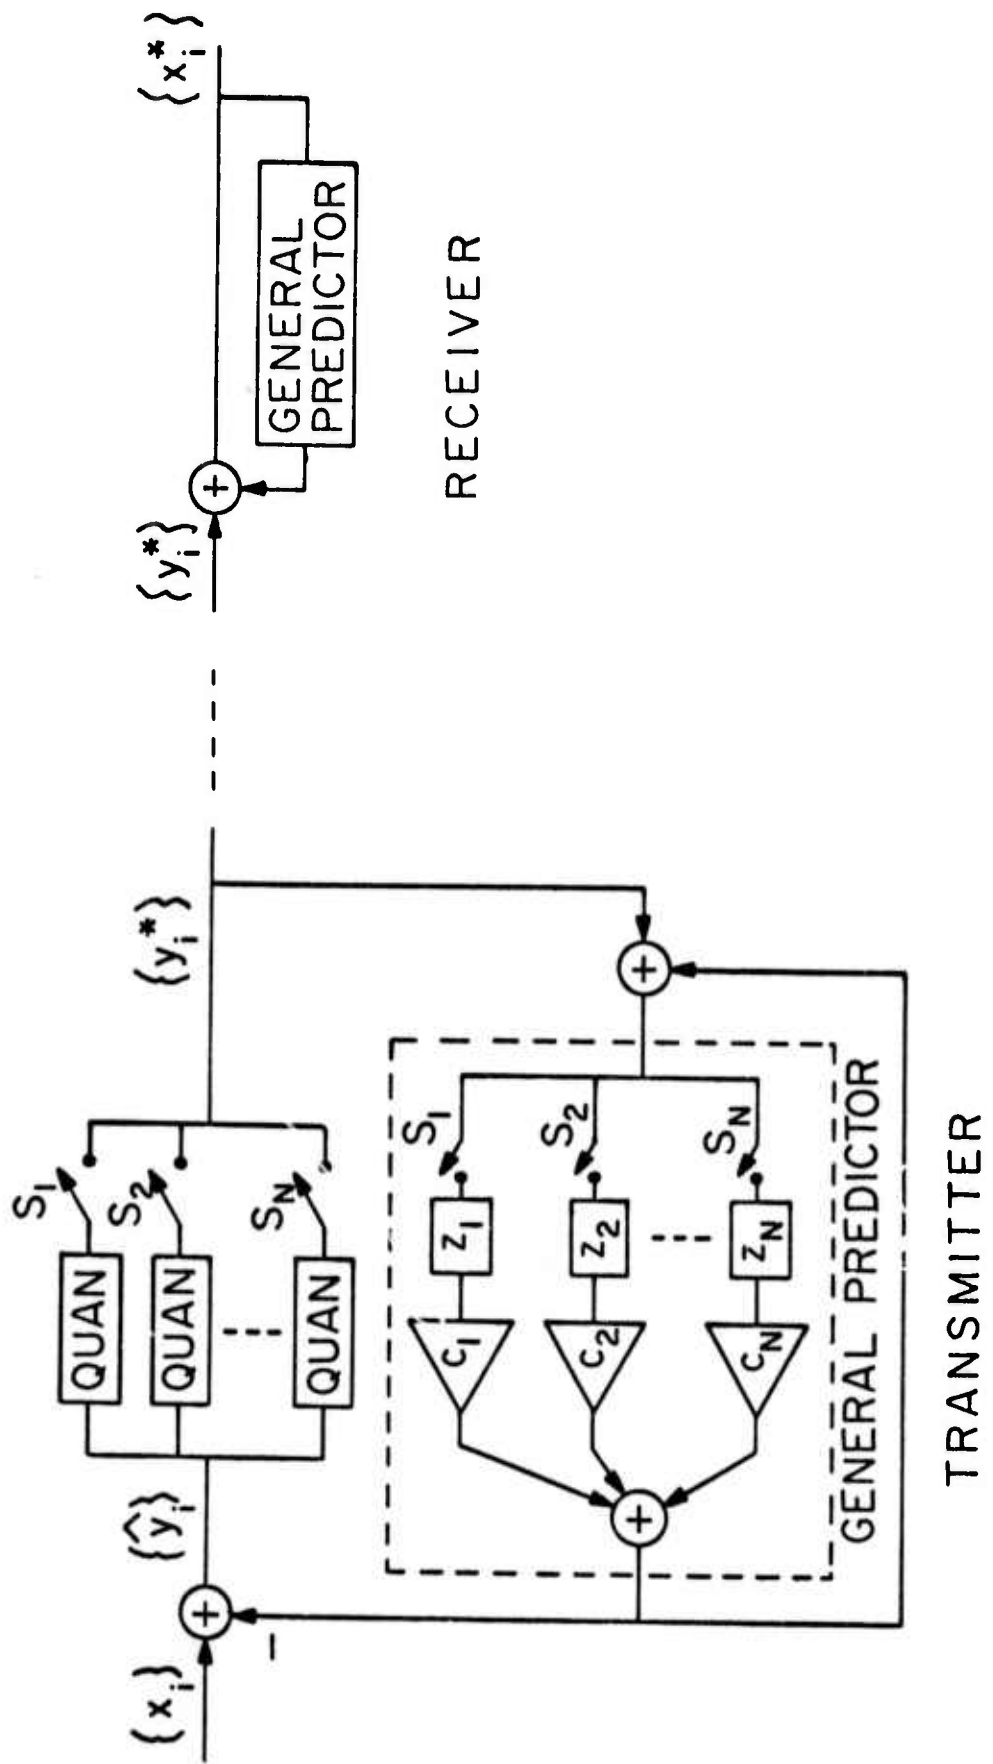 {x_i}
−
{ŷ_i}
QUAN S_1
QUAN S_2
QUAN S_N
{y_i^*}
{y_i^*}
{x_i^*}
GENERAL
PREDICTOR
RECEIVER
C_1 Z_1 S_1
C_2 Z_2 S_2
C_N Z_N S_N
+
+
+
+
GENERAL PREDICTOR
TRANSMITTER